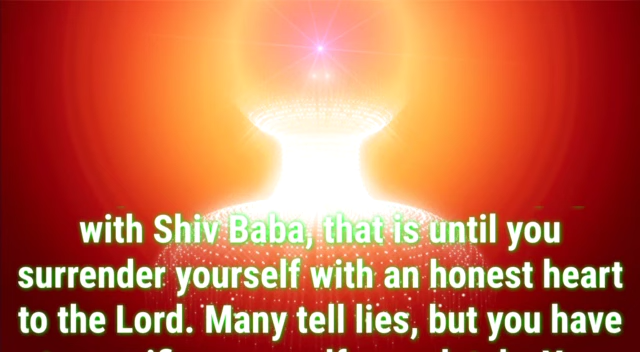 with Shiv Baba, that is until you
surrender yourself with an honest heart
to the Lord. Many tell lies, but you have